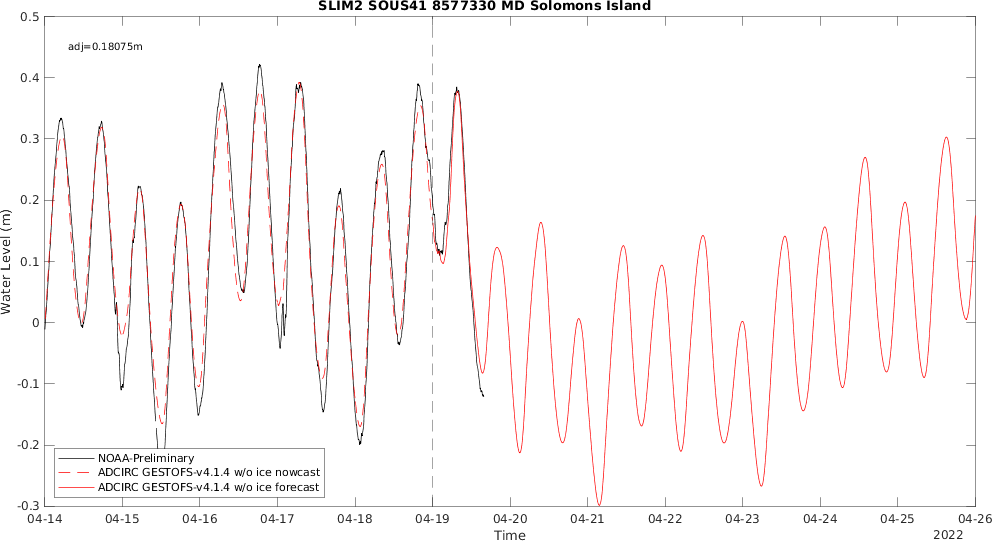 SLIM2 SOUS41 8577330 MD Solomons Island
adj=0.18075m
Water Level (m)
0.5
0.4
0.3
0.2
0.1
0
-0.1
-0.2
-0.3
NOAA-Preliminary
ADCIRC GESTOFS-v4.1.4 w/o ice nowcast
ADCIRC GESTOFS-v4.1.4 w/o ice forecast
04-14 04-15 04-16 04-17 04-18 04-19 04-20 04-21 04-22 04-23 04-24 04-25 04-26
Time
2022